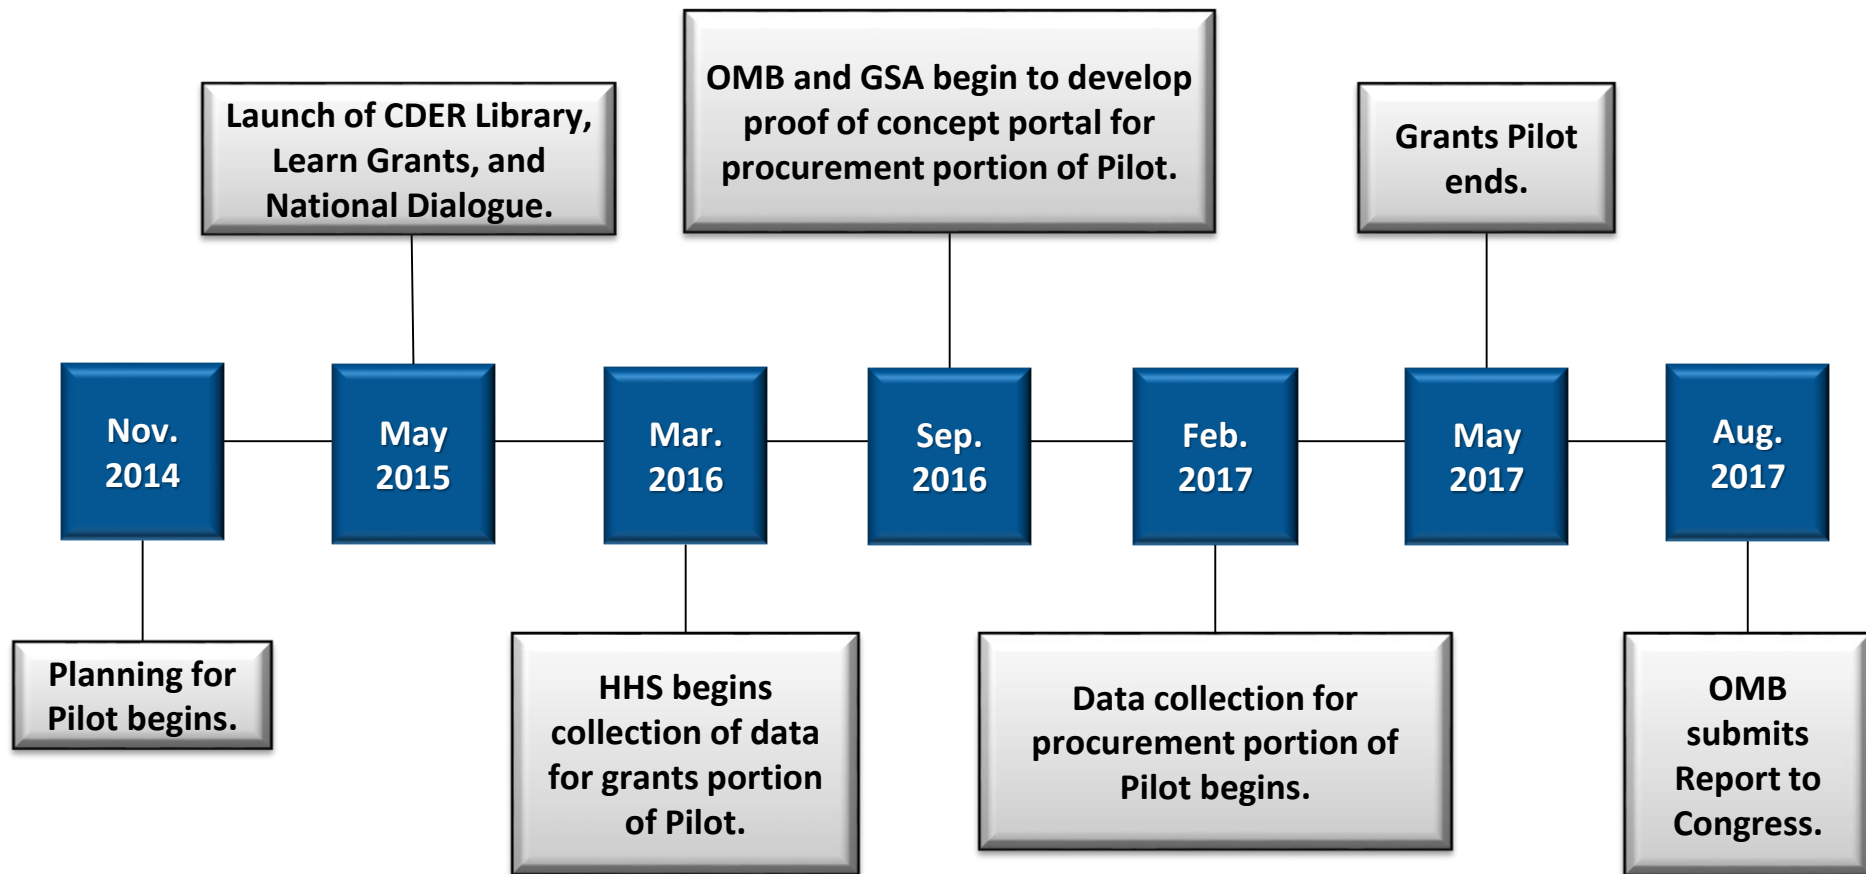 Launch of CDER Library,
Learn Grants, and
National Dialogue.
OMB and GSA begin to develop
proof of concept portal for
procurement portion of Pilot.
Grants Pilot
ends.
Nov.
2014
May
2015
Mar.
2016
Sep.
2016
Feb.
2017
May
2017
Aug.
2017
Planning for
Pilot begins.
HHS begins
collection of data
for grants portion
of Pilot.
Data collection for
procurement portion of
Pilot begins.
OMB
submits
Report to
Congress.